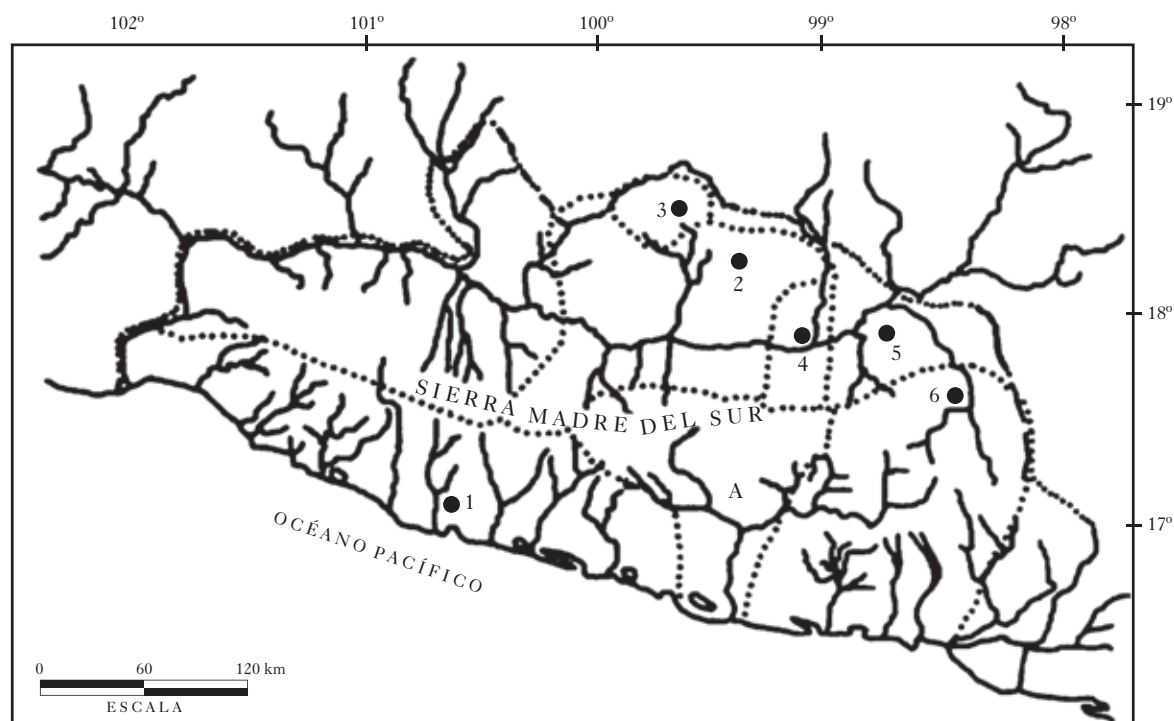 102º 101º 100º 99º 98º
19º
3
2
18º
4
5
6
SIERRA MADRE DEL SUR
A
1
17º
OCÉANO PACÍFICO
0 60 120 km
ESCALA